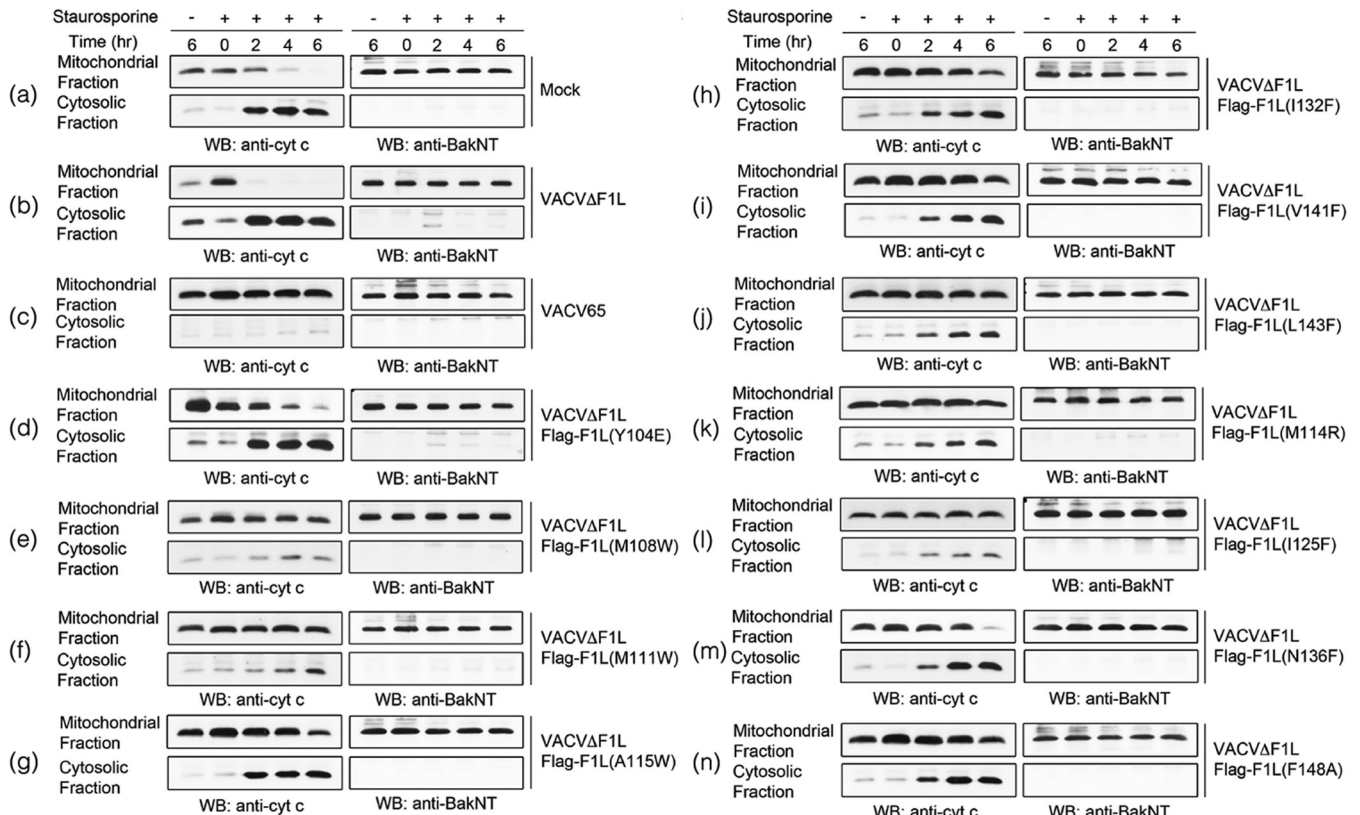 Staurosporine - + + + + - + + + +
Time (hr) 6 0 2 4 6 6 0 2 4 6
(a)
Mitochondrial
Fraction
Cytosolic
Fraction
Mock
WB: anti-cyt c WB: anti-BakNT
(b)
Mitochondrial
Fraction
Cytosolic
Fraction
VACVΔF1L
WB: anti-cyt c WB: anti-BakNT
(c)
Mitochondrial
Fraction
Cytosolic
Fraction
VACV65
WB: anti-cyt c WB: anti-BakNT
(d)
Mitochondrial
Fraction
Cytosolic
Fraction
VACVΔF1L
Flag-F1L(Y104E)
WB: anti-cyt c WB: anti-BakNT
(e)
Mitochondrial
Fraction
Cytosolic
Fraction
VACVΔF1L
Flag-F1L(M108W)
WB: anti-cyt c WB: anti-BakNT
(f)
Mitochondrial
Fraction
Cytosolic
Fraction
VACVΔF1L
Flag-F1L(M111W)
WB: anti-cyt c WB: anti-BakNT
(g)
Mitochondrial
Fraction
Cytosolic
Fraction
VACVΔF1L
Flag-F1L(A115W)
WB: anti-cyt c WB: anti-BakNT
Staurosporine - + + + + - + + + +
Time (hr) 6 0 2 4 6 6 0 2 4 6
(h)
Mitochondrial
Fraction
Cytosolic
Fraction
VACVΔF1L
Flag-F1L(I132F)
WB: anti-cyt c WB: anti-BakNT
(i)
Mitochondrial
Fraction
Cytosolic
Fraction
VACVΔF1L
Flag-F1L(V141F)
WB: anti-cyt c WB: anti-BakNT
(j)
Mitochondrial
Fraction
Cytosolic
Fraction
VACVΔF1L
Flag-F1L(L143F)
WB: anti-cyt c WB: anti-BakNT
(k)
Mitochondrial
Fraction
Cytosolic
Fraction
VACVΔF1L
Flag-F1L(M114R)
WB: anti-cyt c WB: anti-BakNT
(l)
Mitochondrial
Fraction
Cytosolic
Fraction
VACVΔF1L
Flag-F1L(I125F)
WB: anti-cyt c WB: anti-BakNT
(m)
Mitochondrial
Fraction
Cytosolic
Fraction
VACVΔF1L
Flag-F1L(N136F)
WB: anti-cyt c WB: anti-BakNT
(n)
Mitochondrial
Fraction
Cytosolic
Fraction
VACVΔF1L
Flag-F1L(F148A)
WB: anti-cyt c WB: anti-BakNT